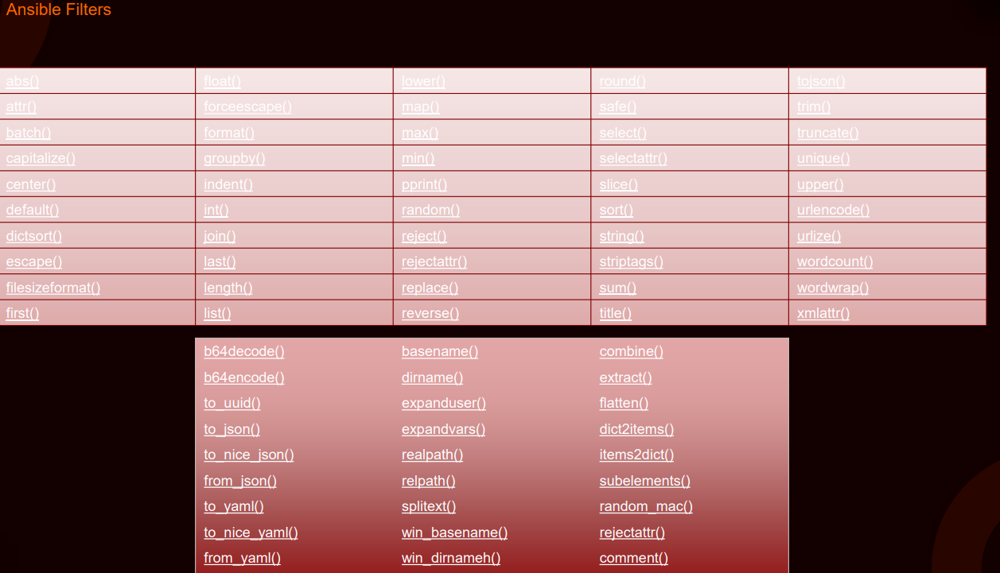 Ansible Filters
abs() float() lower() round() tojson()
attr() forceescape() map() safe() trim()
batch() format() max() select() truncate()
capitalize() groupby() min() selectattr() unique()
center() indent() pprint() slice() upper()
default() int() random() sort() urlencode()
dictsort() join() reject() string() urlize()
escape() last() rejectattr() striptags() wordcount()
filesizeformat() length() replace() sum() wordwrap()
first() list() reverse() title() xmlattr()
b64decode() basename() combine()
b64encode() dirname() extract()
to_uuid() expanduser() flatten()
to_json() expandvars() dict2items()
to_nice_json() realpath() items2dict()
from_json() relpath() subelements()
to_yaml() splitext() random_mac()
to_nice_yaml() win_basename() rejectattr()
from_yaml() win_dirnameh() comment()